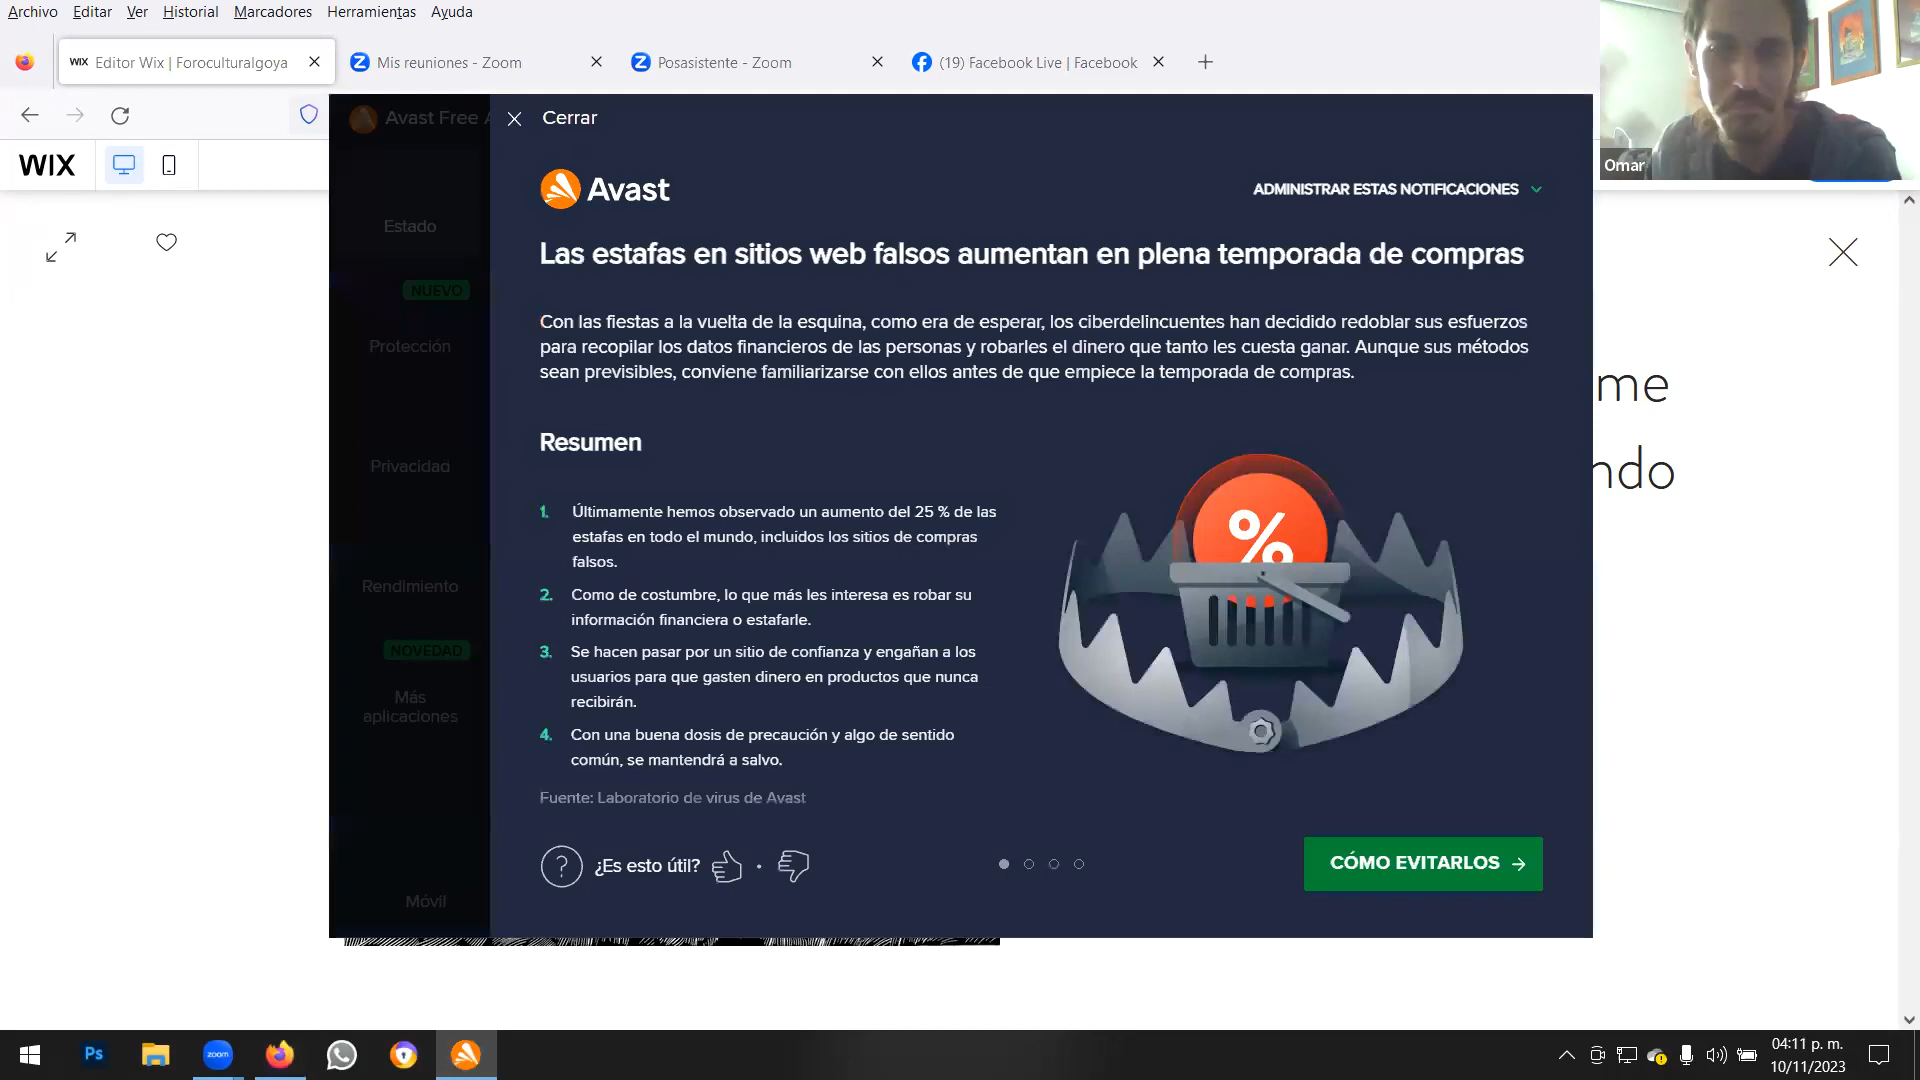 Archivo Editar Ver Historial Marcadores Herramientas Ayuda
WIX Editor Wix | Foroculturalgoya
Mis reuniones - Zoom
Posasistente - Zoom
(19) Facebook Live | Facebook
WIX
Omar
Avast Free
Estado
NUEVO
Protección
Privacidad
Rendimiento
NOVEDAD
Más
aplicaciones
Móvil
Cerrar
Avast
ADMINISTRAR ESTAS NOTIFICACIONES
Las estafas en sitios web falsos aumentan en plena temporada de compras
Con las fiestas a la vuelta de la esquina, como era de esperar, los ciberdelincuentes han decidido redoblar sus esfuerzos
para recopilar los datos financieros de las personas y robarles el dinero que tanto les cuesta ganar. Aunque sus métodos
sean previsibles, conviene familiarizarse con ellos antes de que empiece la temporada de compras.
Resumen
1. Últimamente hemos observado un aumento del 25 % de las
estafas en todo el mundo, incluidos los sitios de compras
falsos.
2. Como de costumbre, lo que más les interesa es robar su
información financiera o estafarle.
3. Se hacen pasar por un sitio de confianza y engañan a los
usuarios para que gasten dinero en productos que nunca
recibirán.
4. Con una buena dosis de precaución y algo de sentido
común, se mantendrá a salvo.
Fuente: Laboratorio de virus de Avast
%
¿Es esto útil?
CÓMO EVITARLOS
me
ndo
Ps
zoom
04:11 p. m.
10/11/2023